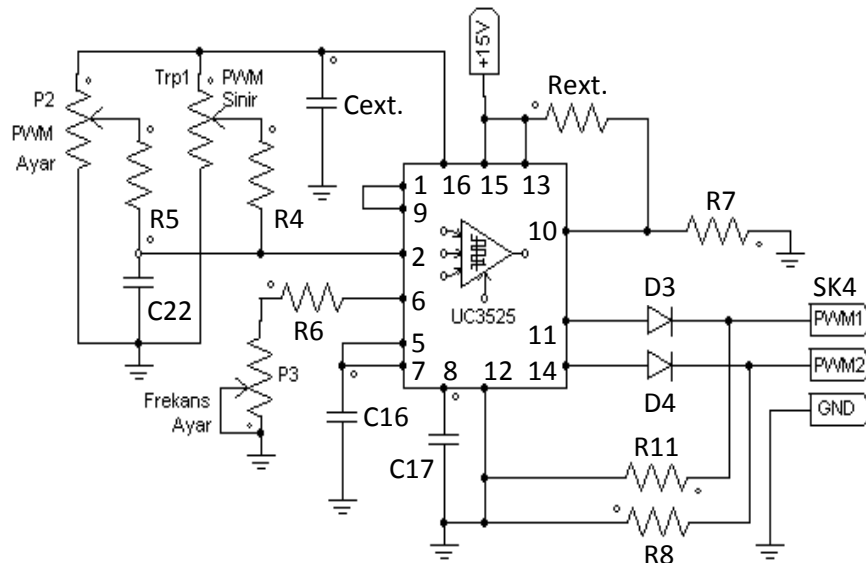 +15V
P2
PWM
Ayar
Trp1
PWM
Sinir
Cext.
Rext.
R5
R4
C22
1
9
2
6
5
7
16
15
13
10
11
14
8
12
UC3525
R7
R6
P3
Frekans
Ayar
C16
C17
D3
D4
SK4
PWM1
PWM2
GND
R11
R8